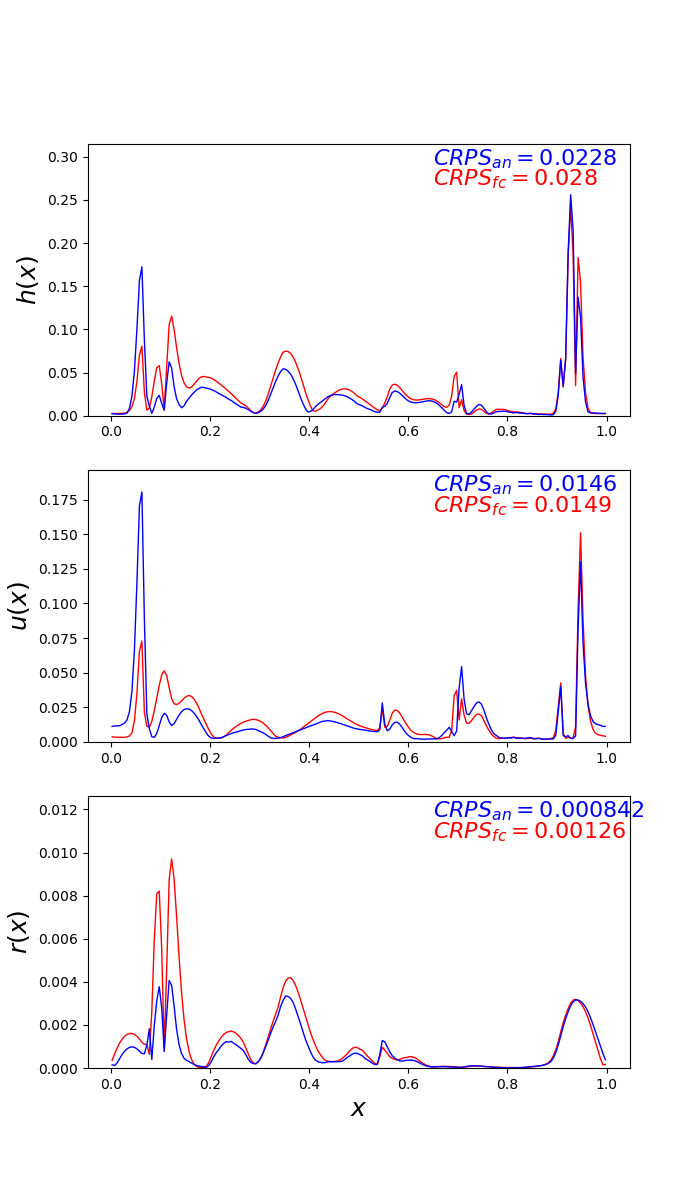 CRPS_an = 0.0228
CRPS_fc = 0.028
0.30
0.25
0.20
0.15
0.10
0.05
0.00
h(x)
0.0 0.2 0.4 0.6 0.8 1.0
CRPS_an = 0.0146
CRPS_fc = 0.0149
0.175
0.150
0.125
0.100
0.075
0.050
0.025
0.000
u(x)
0.0 0.2 0.4 0.6 0.8 1.0
CRPS_an = 0.000842
CRPS_fc = 0.00126
0.012
0.010
0.008
0.006
0.004
0.002
0.000
r(x)
0.0 0.2 0.4 0.6 0.8 1.0
x